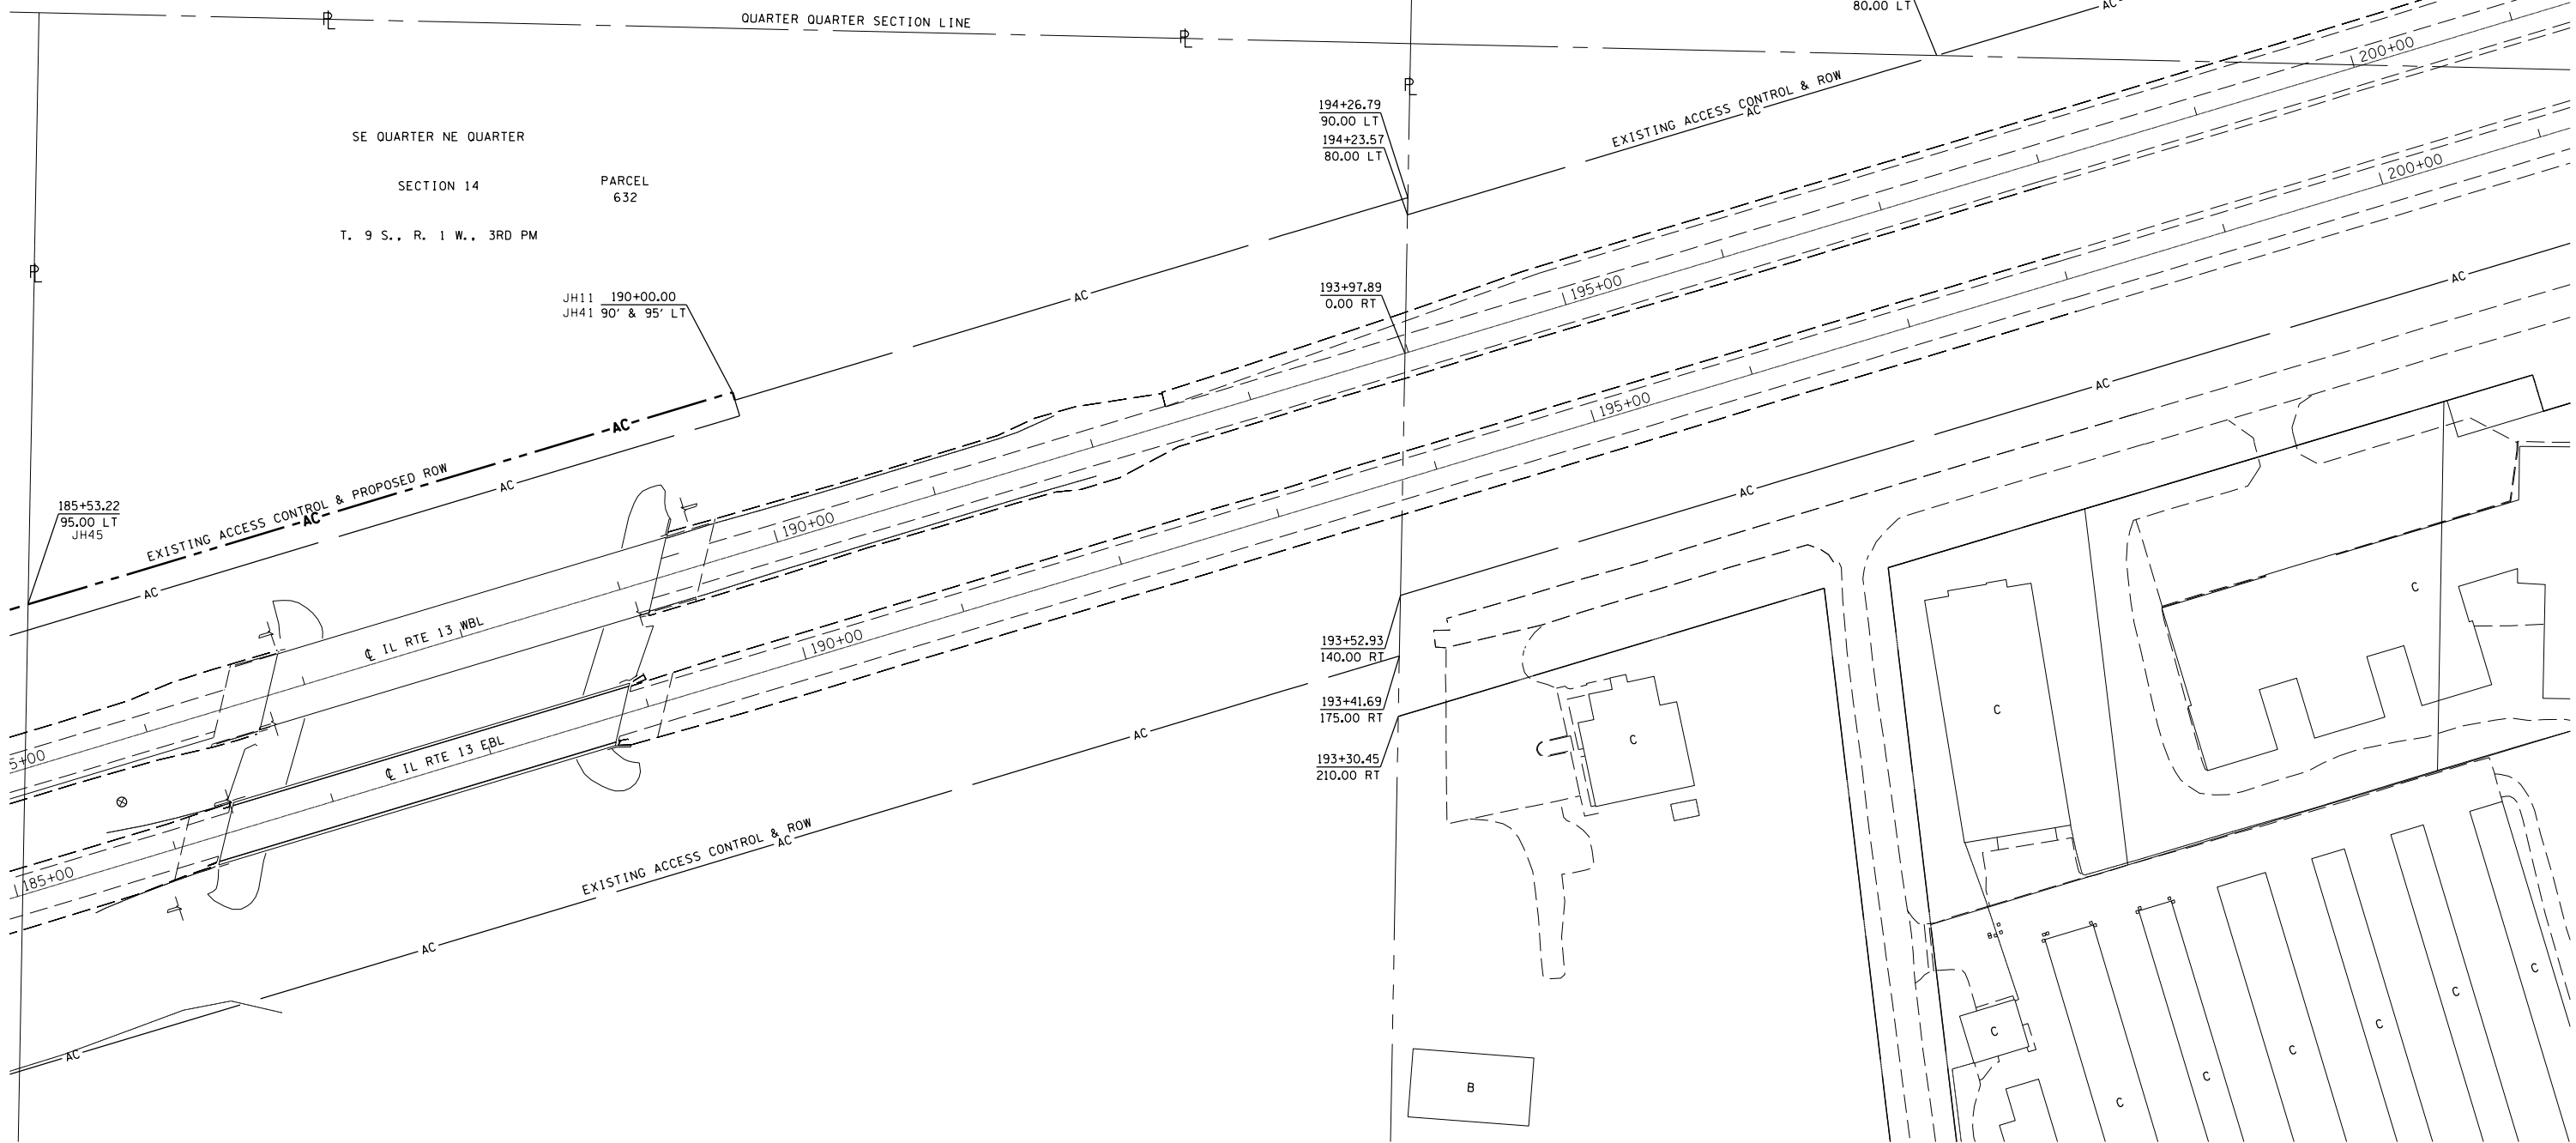 80.00 LT
AC
P
L
QUARTER QUARTER SECTION LINE
P
L
200+00
P
L
EXISTING ACCESS CONTROL & ROW
AC
194+26.79
90.00 LT
194+23.57
80.00 LT
SE QUARTER NE QUARTER
SECTION 14
PARCEL
632
T. 9 S., R. 1 W., 3RD PM
200+00
P
L
JH11 190+00.00
JH41 90' & 95' LT
AC
193+97.89
0.00 RT
195+00
AC
195+00
AC
AC
AC
EXISTING ACCESS CONTROL & PROPOSED ROW
AC
AC
AC
185+53.22
95.00 LT
JH45
190+00
AC
190+00
℄ IL RTE 13 WBL
193+52.93
140.00 RT
193+41.69
175.00 RT
193+30.45
210.00 RT
C
C
C
℄ IL RTE 13 EBL
5+00
AC
EXISTING ACCESS CONTROL & ROW
AC
185+00
AC
AC
B
C
C
C
C
C
C
C